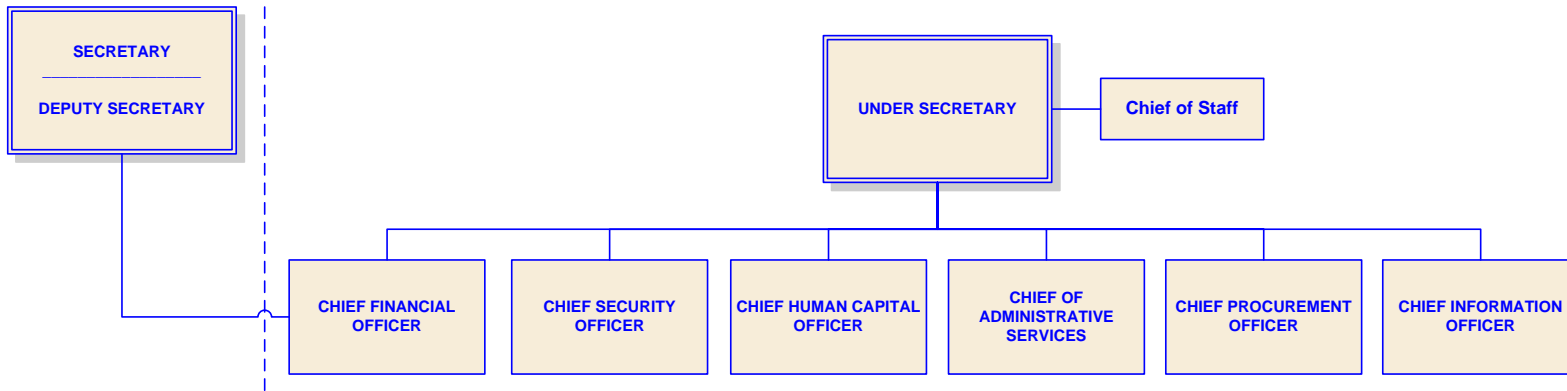 SECRETARY
DEPUTY SECRETARY
UNDER SECRETARY
Chief of Staff
CHIEF FINANCIAL
OFFICER
CHIEF SECURITY
OFFICER
CHIEF HUMAN CAPITAL
OFFICER
CHIEF OF
ADMINISTRATIVE
SERVICES
CHIEF PROCUREMENT
OFFICER
CHIEF INFORMATION
OFFICER